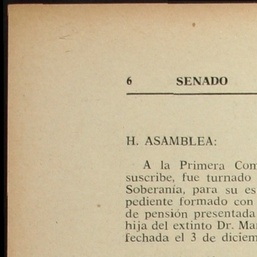 6 SENADO
H. ASAMBLEA:
A la Primera Com
suscribe, fue turnado
Soberanía, para su es
pediente formado con
de pensión presentada
hija del extinto Dr. Ma
fechada el 3 de diciem